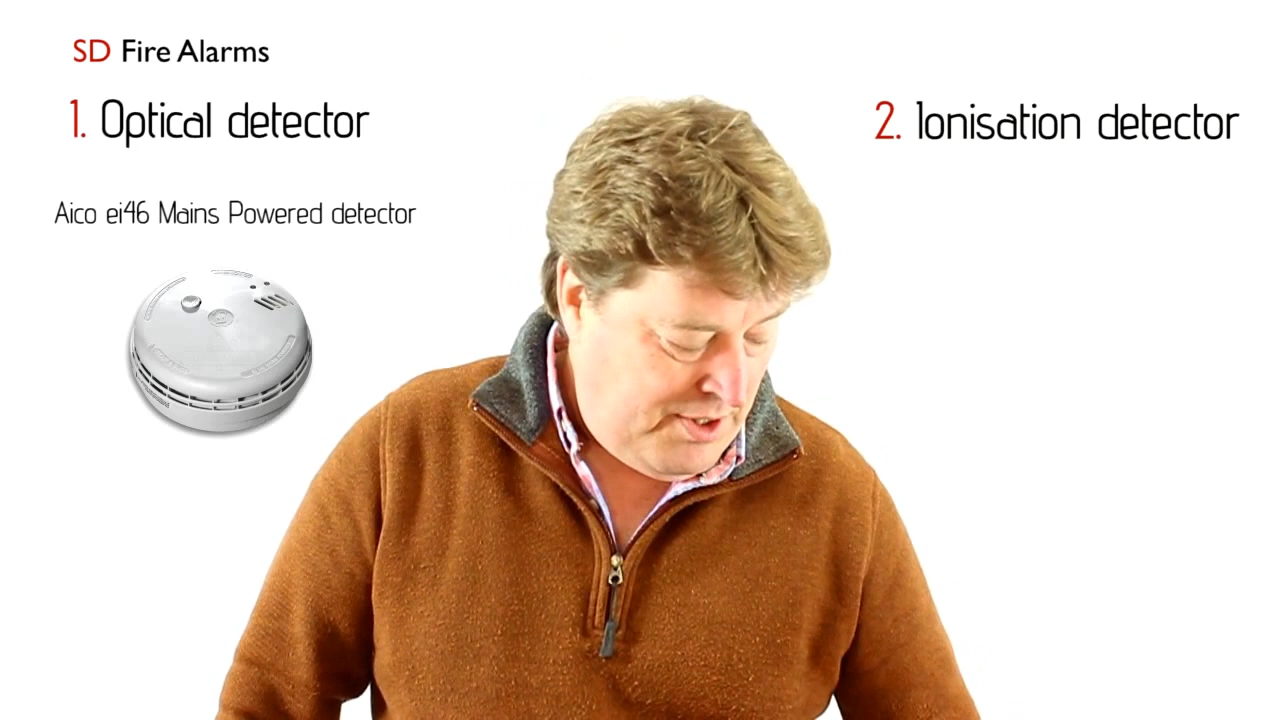 SD Fire Alarms
1. Optical detector
2. Ionisation detector
Aico ei46 Mains Powered detector